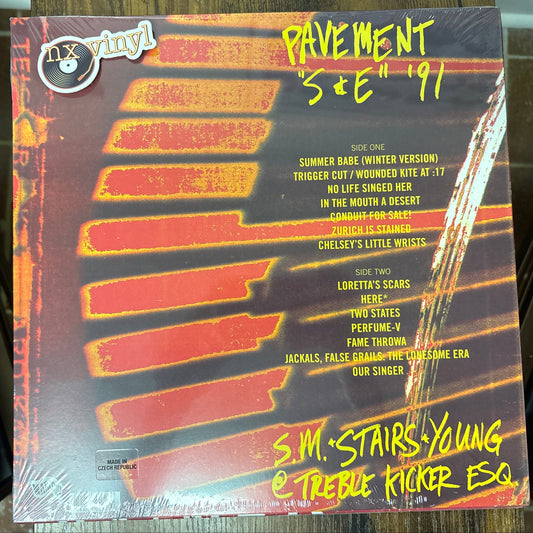 nx vinyl
PAVEMENT
"S & E" '91
SIDE ONE
SUMMER BABE (WINTER VERSION)
TRIGGER CUT / WOUNDED KITE AT :17
NO LIFE SINGED HER
IN THE MOUTH A DESERT
CONDUIT FOR SALE!
ZURICH IS STAINED
CHELSEY'S LITTLE WRISTS
SIDE TWO
LORETTA'S SCARS
HERE*
TWO STATES
PERFUME-V
FAME THROWA
JACKALS, FALSE GRAILS: THE LONESOME ERA
OUR SINGER
S.M.*STAIRS*YOUNG
@ TREBLE KICKER ESQ.
MADE IN
CZECH REPUBLIC